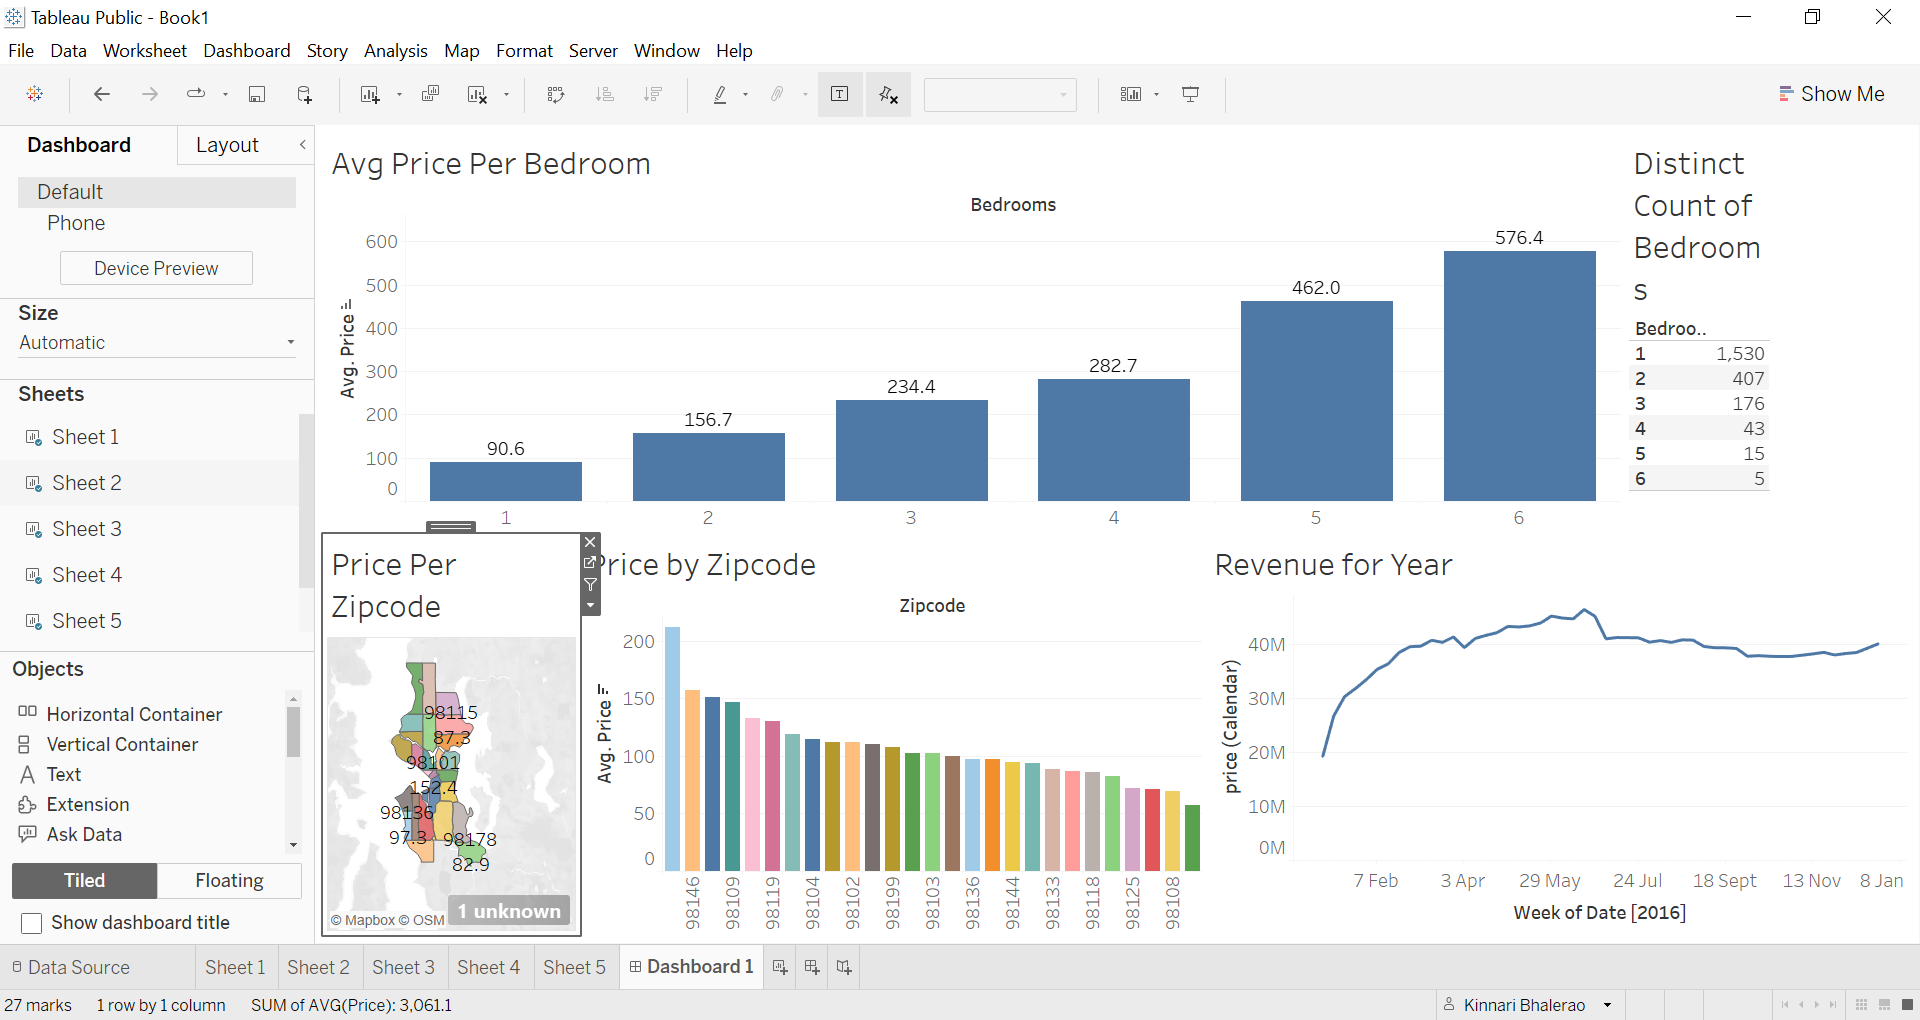 Tableau Public - Book1
File Data Worksheet Dashboard Story Analysis Map Format Server Window Help
Show Me
Dashboard Layout
Default
Phone
Device Preview
Size
Automatic
Sheets
Sheet 1
Sheet 2
Sheet 3
Sheet 4
Sheet 5
Objects
Horizontal Container
Vertical Container
Text
Extension
Ask Data
Tiled Floating
Show dashboard title
Avg Price Per Bedroom
Bedrooms
Avg. Price
600
500
400
300
200
100
0
90.6
156.7
234.4
282.7
462.0
576.4
1 2 3 4 5 6
Distinct
Count of
Bedroom
s
Bedroo..
1 1,530
2 407
3 176
4 43
5 15
6 5
Price Per
Zipcode
98115
87.3
98101
152.4
98136
97.3
98178
82.9
© Mapbox © OSM
1 unknown
Price by Zipcode
Zipcode
Avg. Price
200
150
100
50
0
98146 98109 98119 98104 98102 98199 98103 98136 98144 98133 98118 98125 98108
Revenue for Year
price (Calendar)
40M
30M
20M
10M
0M
7 Feb 3 Apr 29 May 24 Jul 18 Sept 13 Nov 8 Jan
Week of Date [2016]
Data Source Sheet 1 Sheet 2 Sheet 3 Sheet 4 Sheet 5 Dashboard 1
27 marks 1 row by 1 column SUM of AVG(Price): 3,061.1
Kinnari Bhalerao